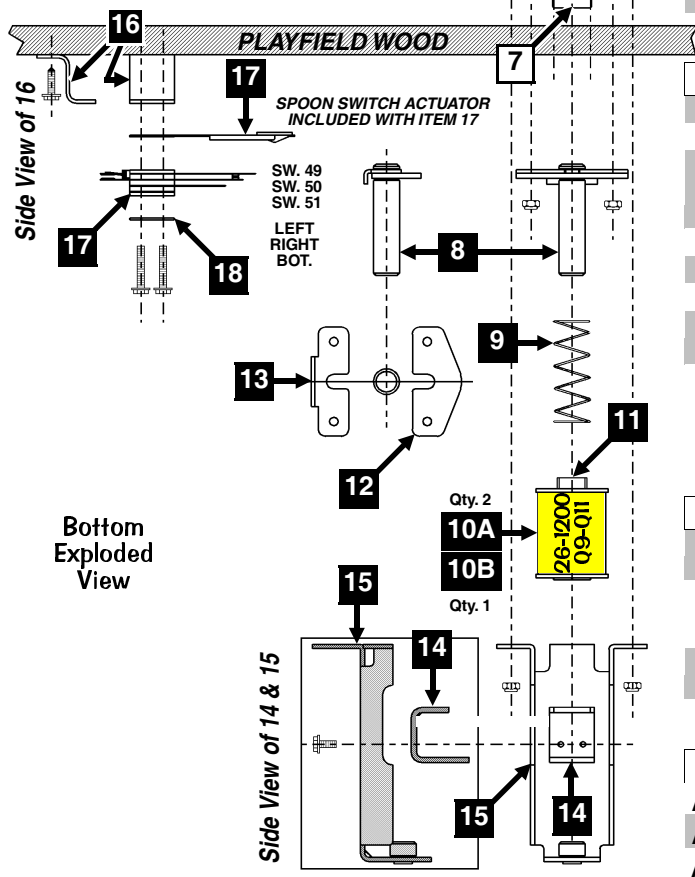 16
PLAYFIELD WOOD
7
17
SPOON SWITCH ACTUATOR
INCLUDED WITH ITEM 17
Side View of 16
SW. 49
SW. 50
SW. 51
LEFT
RIGHT
BOT.
17
18
8
9
13
12
11
Qty. 2
10A
10B
Qty. 1
26-1200
Q9-Q11
Bottom
Exploded
View
15
14
Side View of 14 & 15
15
14